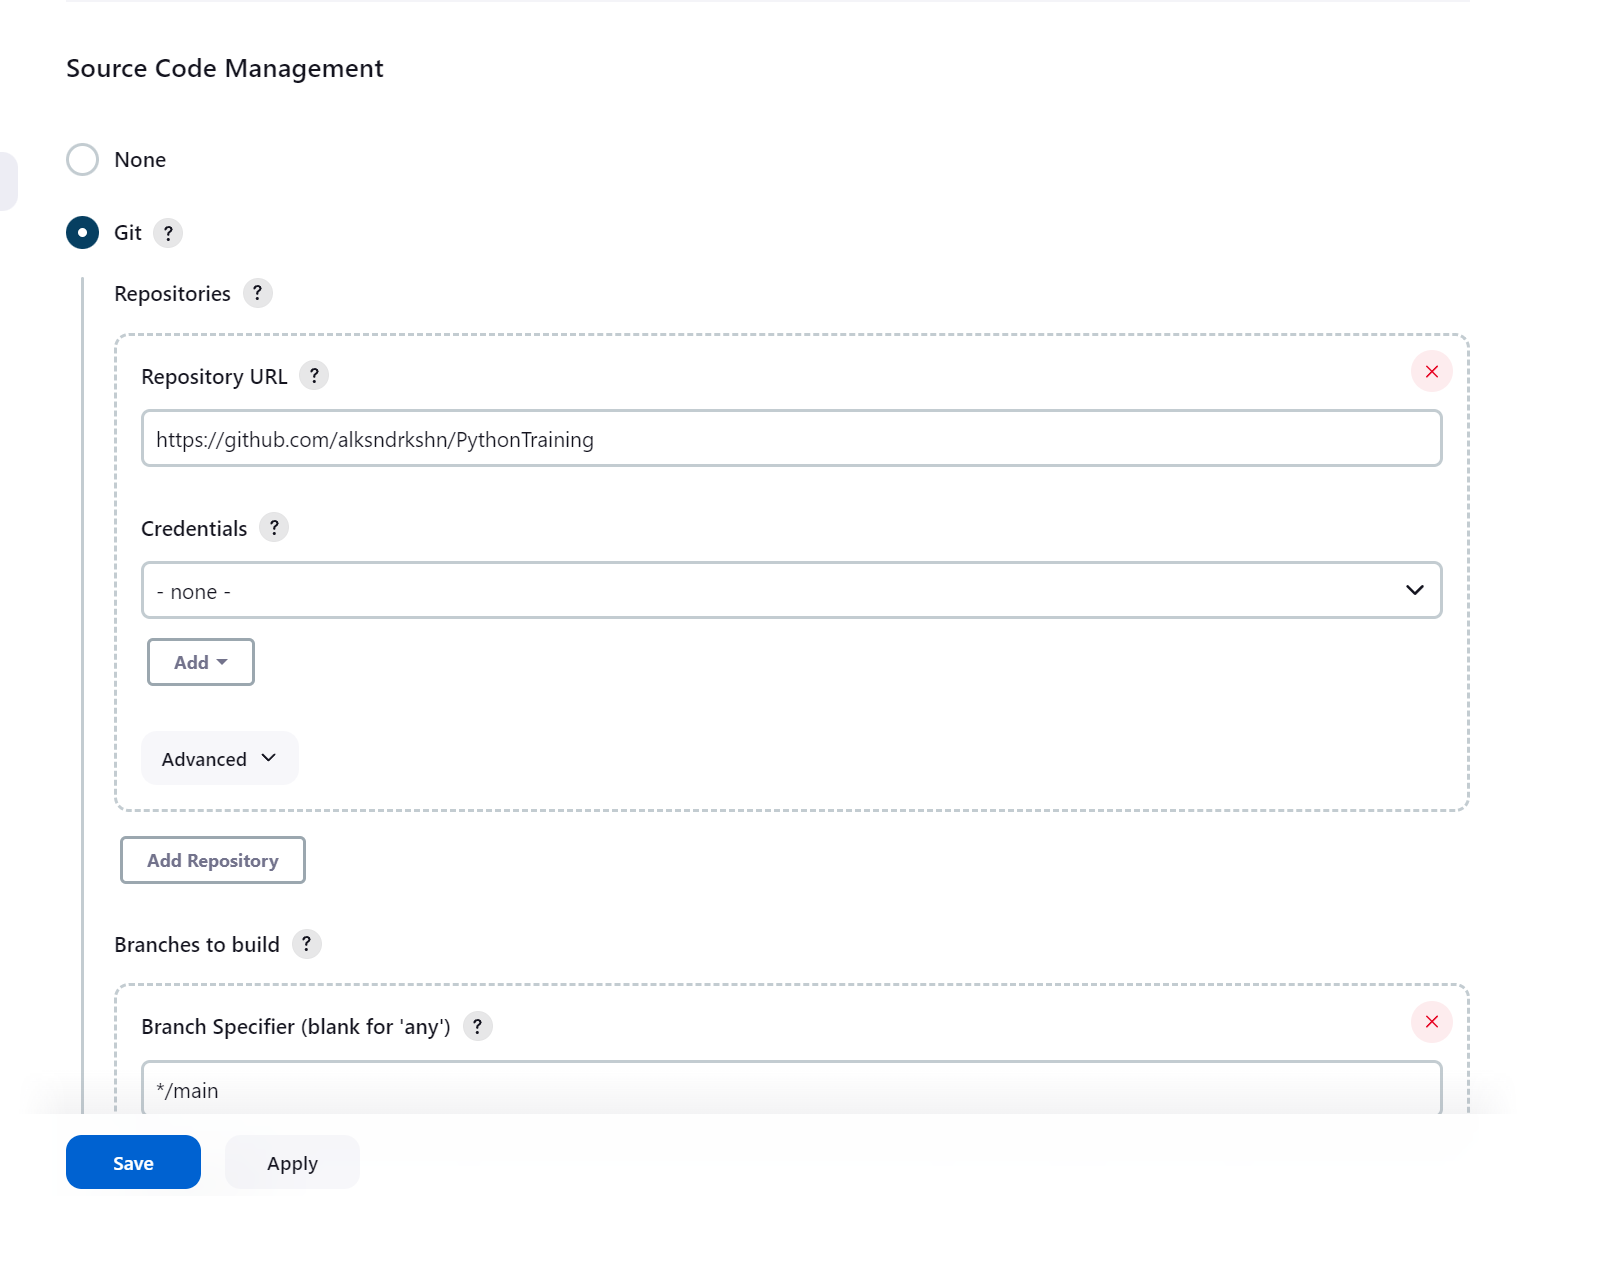 Source Code Management
None
Git ?
Repositories ?
Repository URL ?
https://github.com/alksndrkshn/PythonTraining
Credentials ?
- none -
Add
Advanced
Add Repository
Branches to build ?
Branch Specifier (blank for 'any') ?
*/main
Save Apply